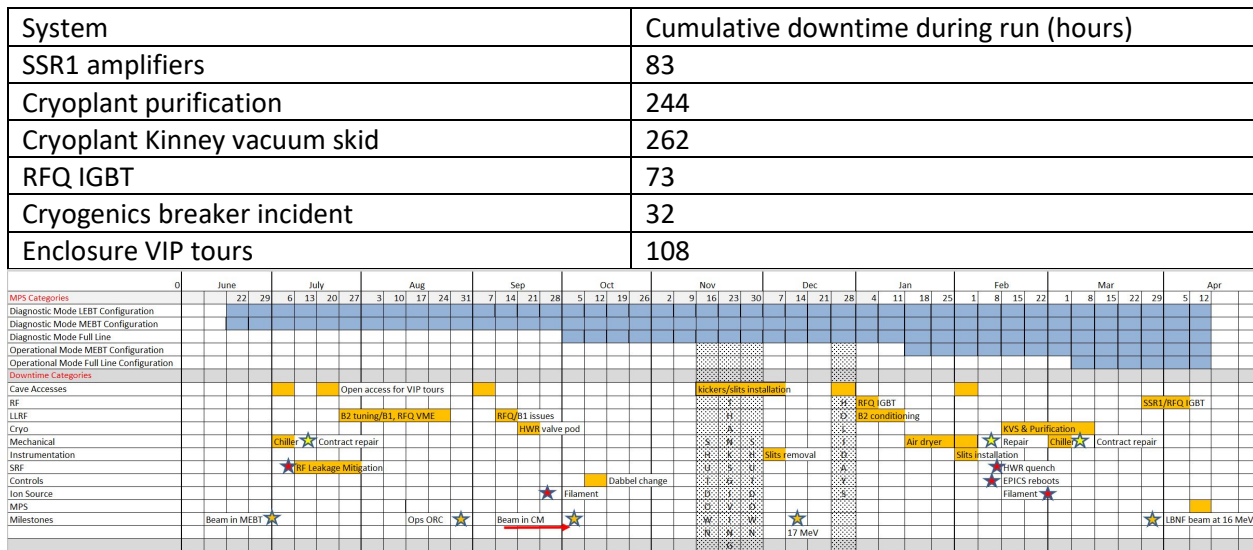 System Cumulative downtime during run (hours)
SSR1 amplifiers 83
Cryoplant purification 244
Cryoplant Kinney vacuum skid 262
RFQ IGBT 73
Cryogenics breaker incident 32
Enclosure VIP tours 108
0 June July Aug Sep Oct Nov Dec Jan Feb Mar Apr
MPS Categories 22 29 6 13 20 27 3 10 17 24 31 7 14 21 28 5 12 19 26 2 9 16 23 30 7 14 21 28 4 11 18 25 1 8 15 22 1 8 15 22 29 5 12
Diagnostic Mode LEBT Configuration
Diagnostic Mode MEBT Configuration
Diagnostic Mode Full Line
Operational Mode MEBT Configuration
Operational Mode Full Line Configuration
Downtime Categories
Cave Accesses Open access for VIP tours kickers/slits installation
RF RFQ IGBT SSR1/RFQ IGBT
LLRF B2 tuning/B1, RFQ VME RFQ/B1 issues B2 conditioning
Cryo HWR valve pod KVS & Purification
Mechanical Chiller Contract repair Air dryer Repair Chiller Contract repair
Instrumentation Slits removal Slits installation
SRF RF Leakage Mitigation HWR quench
Controls Dabbel change EPICS reboots
Ion Source Filament Filament
MPS
Milestones Beam in MEBT Ops ORC Beam in CM 17 MeV LBNF beam at 16 MeV
SHUTDOWN
THANKSGIVING
SHUTDOWN
HOLIDAYS